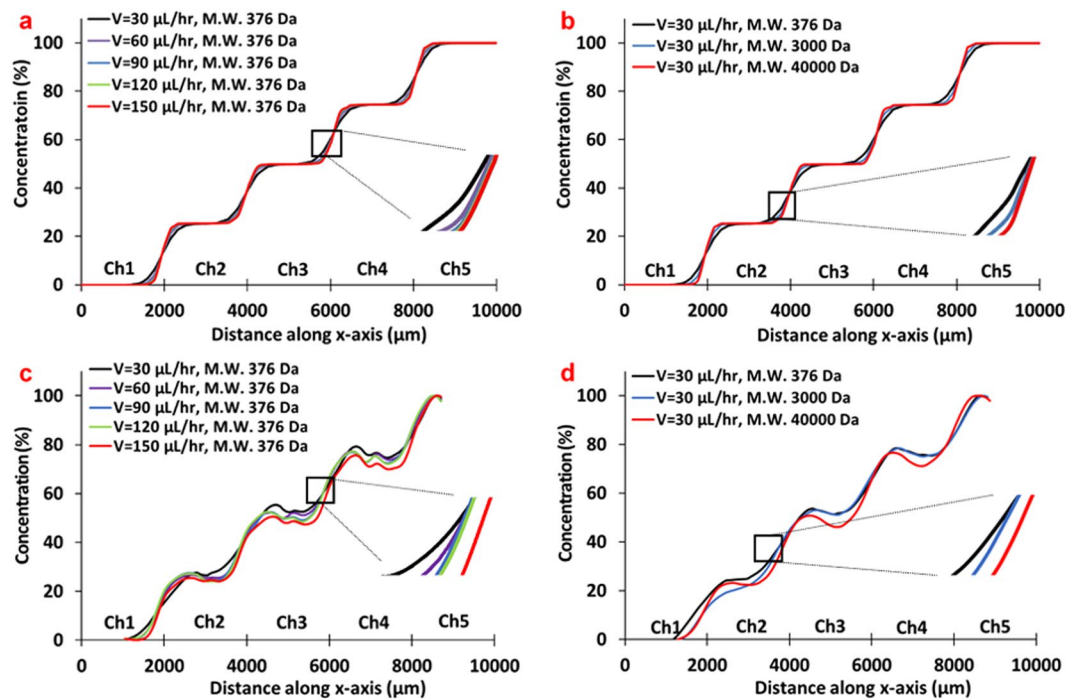 a
V=30 µL/hr, M.W. 376 Da
V=60 µL/hr, M.W. 376 Da
V=90 µL/hr, M.W. 376 Da
V=120 µL/hr, M.W. 376 Da
V=150 µL/hr, M.W. 376 Da
Concentratoin (%)
100
80
60
40
20
0
Ch1 Ch2 Ch3 Ch4 Ch5
0 2000 4000 6000 8000 10000
Distance along x-axis (µm)
b
V=30 µL/hr, M.W. 376 Da
V=30 µL/hr, M.W. 3000 Da
V=30 µL/hr, M.W. 40000 Da
Concentration (%)
100
80
60
40
20
0
Ch1 Ch2 Ch3 Ch4 Ch5
0 2000 4000 6000 8000 10000
Distance along x-axis (µm)
c
V=30 µL/hr, M.W. 376 Da
V=60 µL/hr, M.W. 376 Da
V=90 µL/hr, M.W. 376 Da
V=120 µL/hr, M.W. 376 Da
V=150 µL/hr, M.W. 376 Da
Concentration (%)
100
80
60
40
20
0
Ch1 Ch2 Ch3 Ch4 Ch5
0 2000 4000 6000 8000 10000
Distance along x-axis (µm)
d
V=30 µL/hr, M.W. 376 Da
V=30 µL/hr, M.W. 3000 Da
V=30 µL/hr, M.W. 40000 Da
Concentration (%)
100
80
60
40
20
0
Ch1 Ch2 Ch3 Ch4 Ch5
0 2000 4000 6000 8000 10000
Distance along x-axis (µm)